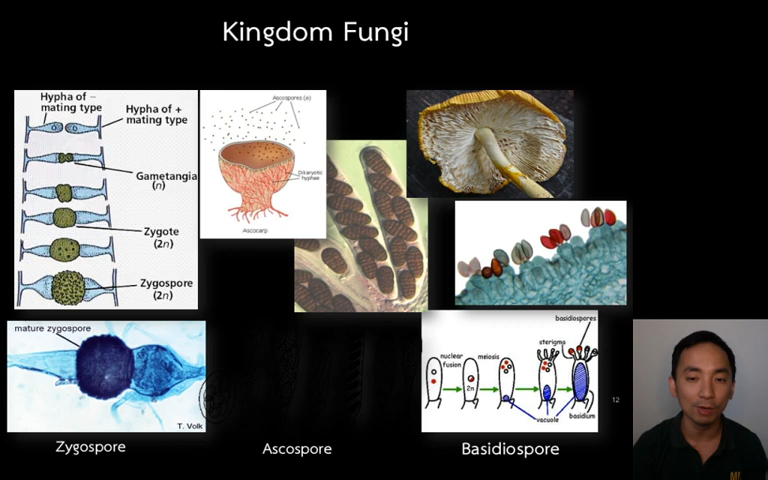 Kingdom Fungi
Hypha of −
mating type
Hypha of +
mating type
Gametangia
(n)
Zygote
(2n)
Zygospore
(2n)
Ascospores (n)
Dikaryotic
hyphae
Ascocarp
mature zygospore
T. Volk
basidiospores
sterigma
nuclear
fusion
meiosis
2n
vacuole
basidium
12
Zygospore
Ascospore
Basidiospore